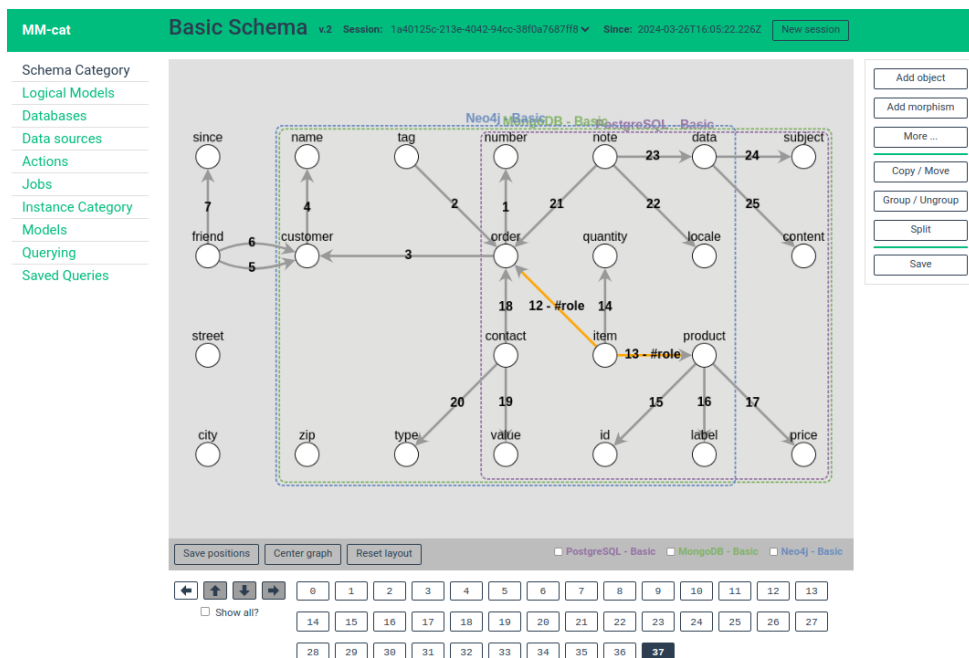 MM-cat
Basic Schema v.2 Session: 1a40125c-213e-4042-94cc-38f0a7687ff8 Since: 2024-03-26T16:05:22.226Z New session
Schema Category
Logical Models
Databases
Data sources
Actions
Jobs
Instance Category
Models
Querying
Saved Queries
Neo4j - Basic
MongoDB - Basic
PostgreSQL - Basic
since name tag number note data subject
23 24
7 4 2 1 21 22 25
friend customer order quantity locale content
6
3
5
18 12 - #role 14
street contact item product
13 - #role
20 19 15 16 17
city zip type value id label price
Add object
Add morphism
More ...
Copy / Move
Group / Ungroup
Split
Save
Save positions Center graph Reset layout PostgreSQL - Basic MongoDB - Basic Neo4j - Basic
0 1 2 3 4 5 6 7 8 9 10 11 12 13
Show all?
14 15 16 17 18 19 20 21 22 23 24 25 26 27
28 29 30 31 32 33 34 35 36 37